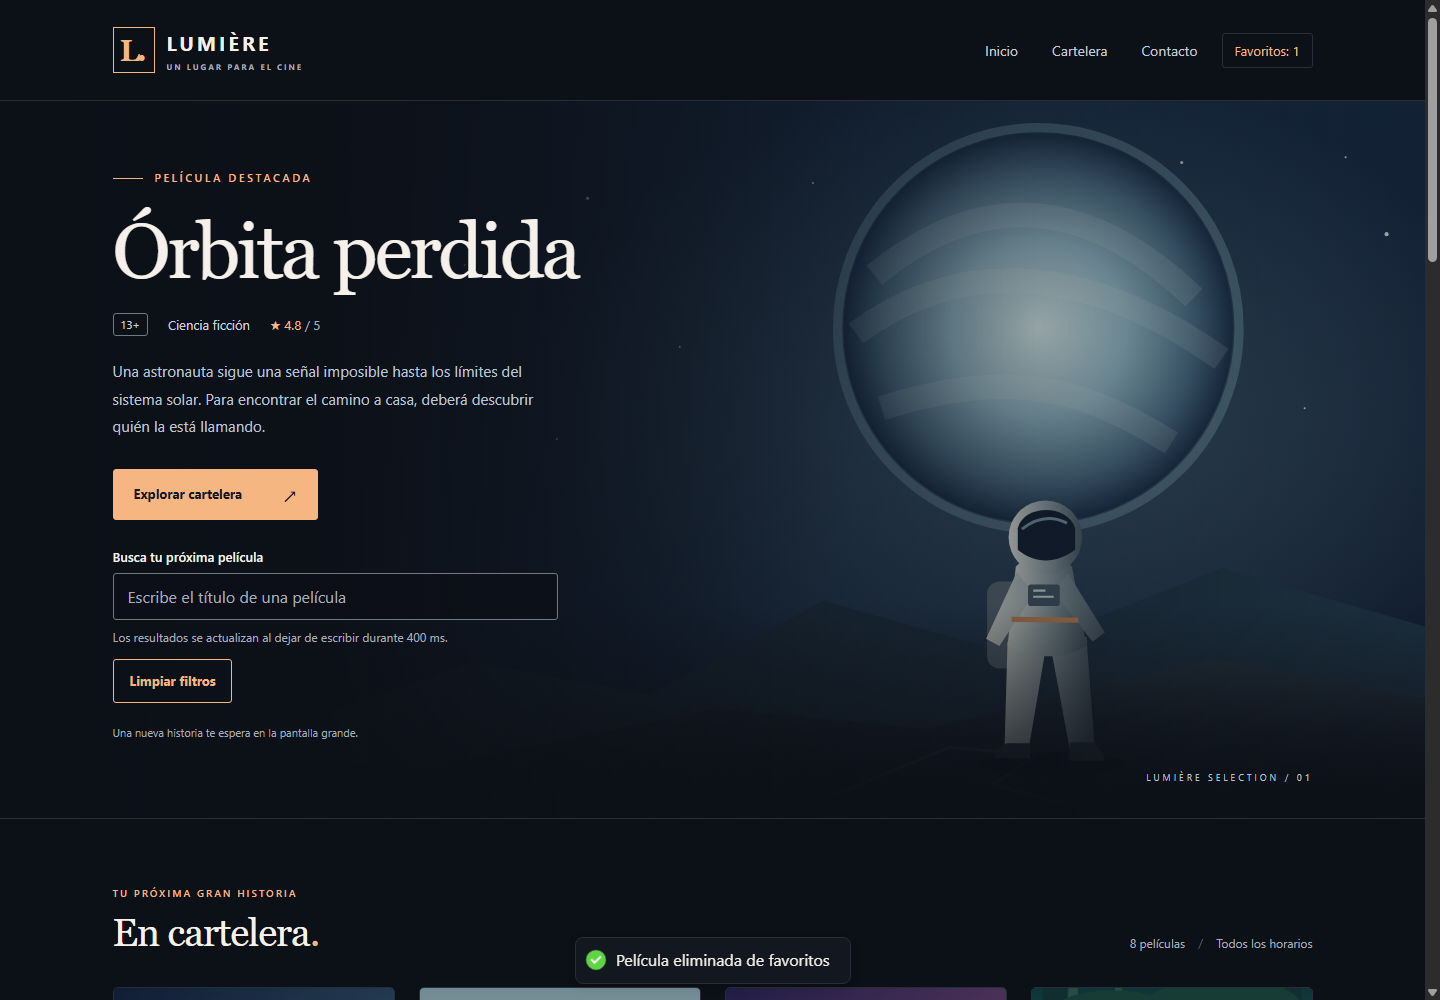 L.
LUMIÈRE
UN LUGAR PARA EL CINE
Inicio
Cartelera
Contacto
Favoritos: 1
PELÍCULA DESTACADA
Órbita perdida
13+
Ciencia ficción
★ 4.8 / 5
Una astronauta sigue una señal imposible hasta los límites del
sistema solar. Para encontrar el camino a casa, deberá descubrir
quién la está llamando.
Explorar cartelera ↗
Busca tu próxima película
Escribe el título de una película
Los resultados se actualizan al dejar de escribir durante 400 ms.
Limpiar filtros
Una nueva historia te espera en la pantalla grande.
LUMIÈRE SELECTION / 01
TU PRÓXIMA GRAN HISTORIA
En cartelera.
8 películas / Todos los horarios
Película eliminada de favoritos